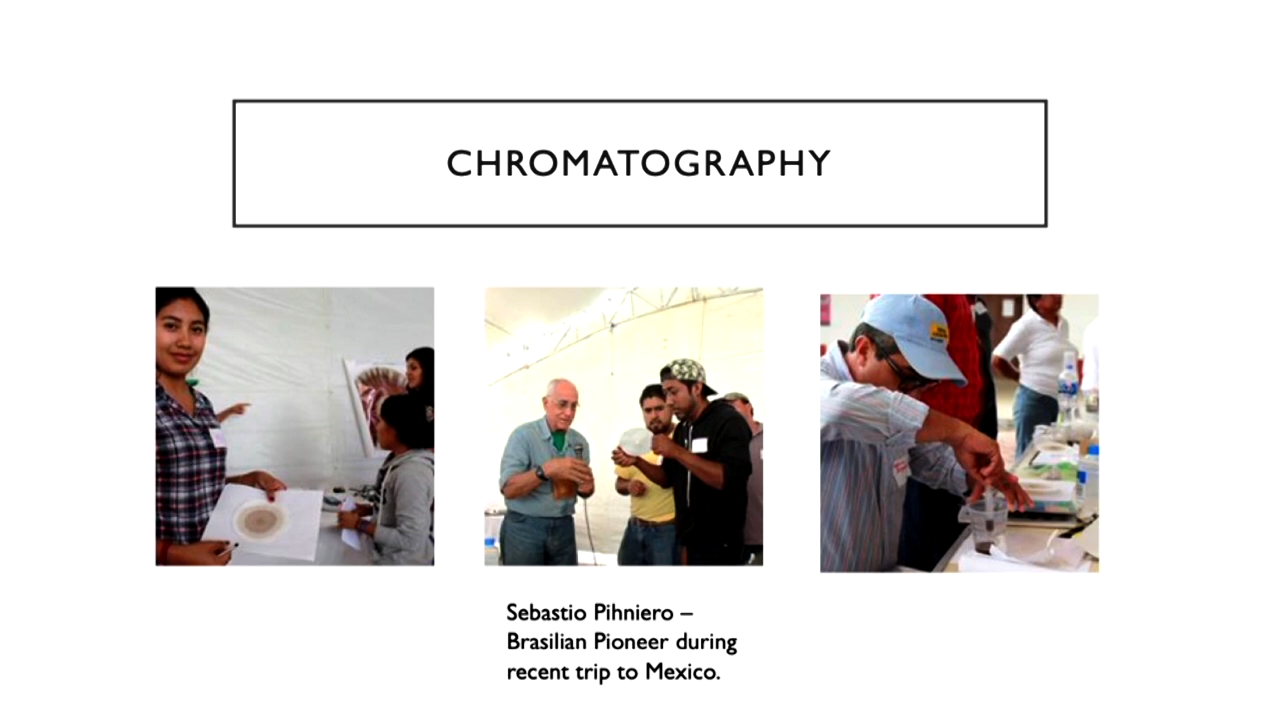 CHROMATOGRAPHY
Sebastio Pihniero –
Brasilian Pioneer during
recent trip to Mexico.